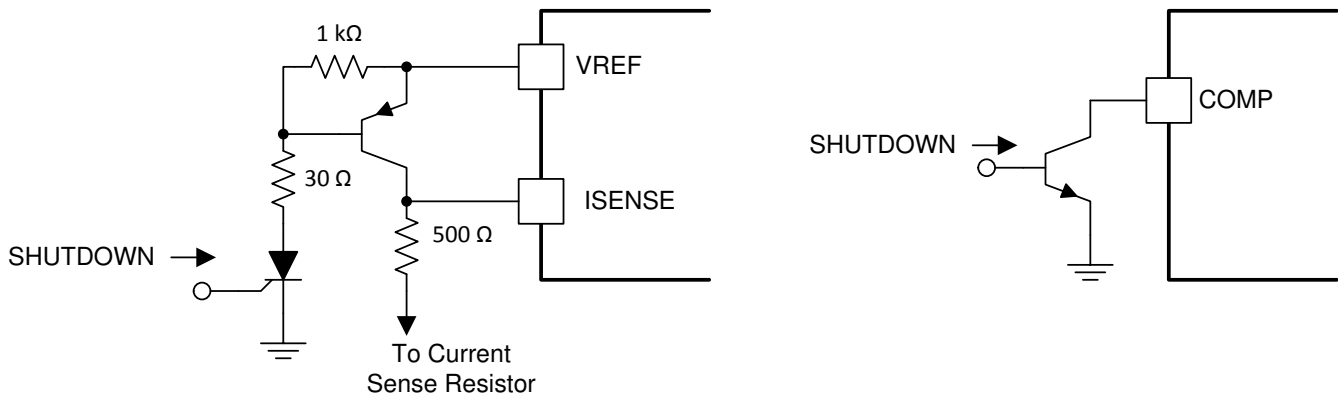 1 kΩ
VREF
30 Ω
ISENSE
500 Ω
SHUTDOWN
To Current
Sense Resistor
COMP
SHUTDOWN